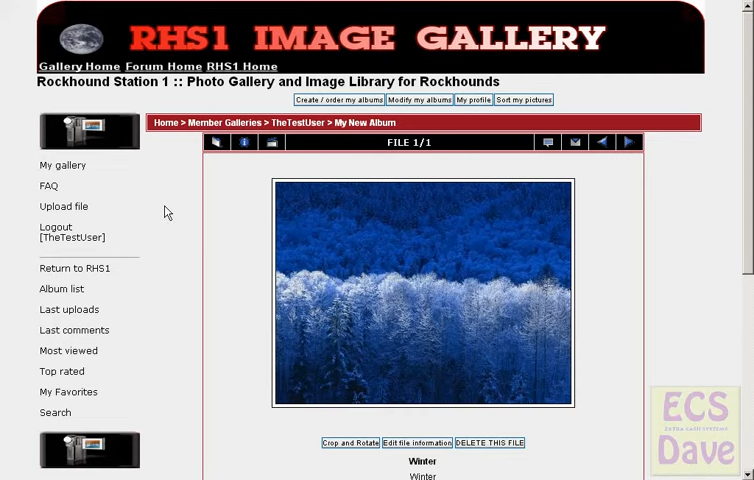 RHS1 IMAGE GALLERY
Gallery Home Forum Home RHS1 Home
Rockhound Station 1 :: Photo Gallery and Image Library for Rockhounds
Create / order my albums Modify my albums My profile Sort my pictures
Home > Member Galleries > TheTestUser > My New Album
FILE 1/1
My gallery
FAQ
Upload file
Logout
[TheTestUser]
Return to RHS1
Album list
Last uploads
Last comments
Most viewed
Top rated
My Favorites
Search
Crop and Rotate Edit file information DELETE THIS FILE
Winter
Winter
ECS
EXTRA CASH SYSTEMS
Dave